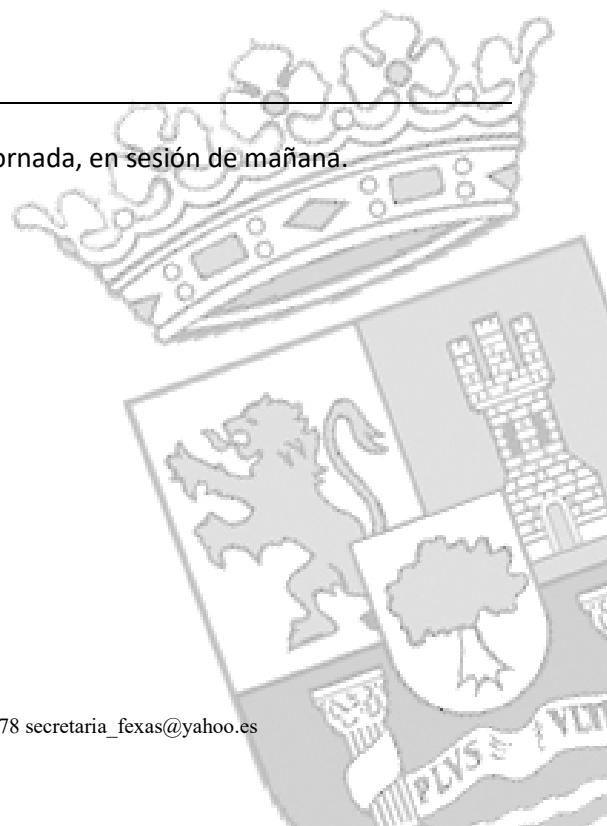 ornada, en sesión de mañana.
78 secretaria_fexas@yahoo.es
PLVS
VLT